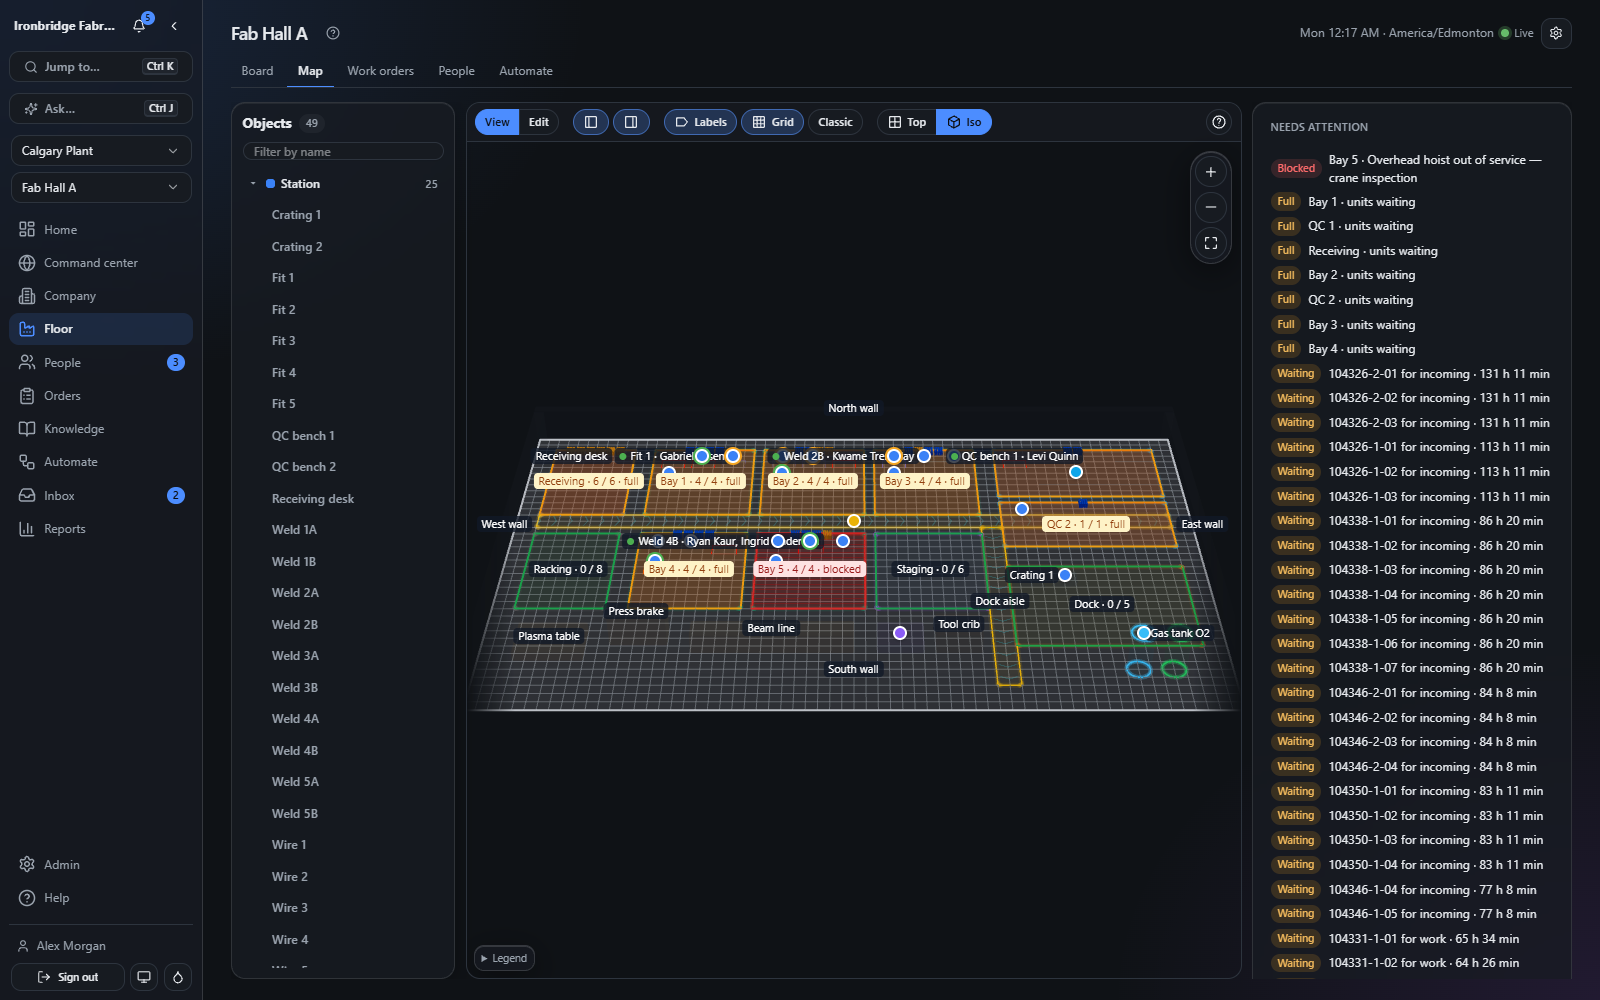 Ironbridge Fabr...
5
Jump to...
Ctrl K
Ask...
Ctrl J
Calgary Plant
Fab Hall A
Home
Command center
Company
Floor
People
3
Orders
Knowledge
Automate
Inbox
2
Reports
Admin
Help
Alex Morgan
Sign out
Fab Hall A
Mon 12:17 AM · America/Edmonton
Live
Board
Map
Work orders
People
Automate
Objects
49
Filter by name
Station
25
Crating 1
Crating 2
Fit 1
Fit 2
Fit 3
Fit 4
Fit 5
QC bench 1
QC bench 2
Receiving desk
Weld 1A
Weld 1B
Weld 2A
Weld 2B
Weld 3A
Weld 3B
Weld 4A
Weld 4B
Weld 5A
Weld 5B
Wire 1
Wire 2
Wire 3
Wire 4
View
Edit
Labels
Grid
Classic
Top
Iso
North wall
Receiving desk
Fit 1 · Gabriel
Weld 2B · Kwame
QC bench 1 · Levi Quinn
Receiving · 6 / 6 · full
Bay 1 · 4 / 4 · full
Bay 2 · 4 / 4 · full
Bay 3 · 4 / 4 · full
West wall
QC 2 · 1 / 1 · full
East wall
Weld 4B · Ryan Kaur, Ingrid
Racking · 0 / 8
Bay 4 · 4 / 4 · full
Bay 5 · 4 / 4 · blocked
Staging · 0 / 6
Crating 1
Dock aisle
Dock · 0 / 5
Press brake
Beam line
Tool crib
Plasma table
Gas tank O2
South wall
Legend
NEEDS ATTENTION
Blocked
Bay 5 · Overhead hoist out of service —
crane inspection
Full Bay 1 · units waiting
Full QC 1 · units waiting
Full Receiving · units waiting
Full Bay 2 · units waiting
Full QC 2 · units waiting
Full Bay 3 · units waiting
Full Bay 4 · units waiting
Waiting 104326-2-01 for incoming · 131 h 11 min
Waiting 104326-2-02 for incoming · 131 h 11 min
Waiting 104326-2-03 for incoming · 131 h 11 min
Waiting 104326-1-01 for incoming · 113 h 11 min
Waiting 104326-1-02 for incoming · 113 h 11 min
Waiting 104326-1-03 for incoming · 113 h 11 min
Waiting 104338-1-01 for incoming · 86 h 20 min
Waiting 104338-1-02 for incoming · 86 h 20 min
Waiting 104338-1-03 for incoming · 86 h 20 min
Waiting 104338-1-04 for incoming · 86 h 20 min
Waiting 104338-1-05 for incoming · 86 h 20 min
Waiting 104338-1-06 for incoming · 86 h 20 min
Waiting 104338-1-07 for incoming · 86 h 20 min
Waiting 104346-2-01 for incoming · 84 h 8 min
Waiting 104346-2-02 for incoming · 84 h 8 min
Waiting 104346-2-03 for incoming · 84 h 8 min
Waiting 104346-2-04 for incoming · 84 h 8 min
Waiting 104350-1-01 for incoming · 83 h 11 min
Waiting 104350-1-02 for incoming · 83 h 11 min
Waiting 104350-1-03 for incoming · 83 h 11 min
Waiting 104350-1-04 for incoming · 83 h 11 min
Waiting 104346-1-04 for incoming · 77 h 8 min
Waiting 104346-1-05 for incoming · 77 h 8 min
Waiting 104331-1-01 for work · 65 h 34 min
Waiting 104331-1-02 for work · 64 h 26 min